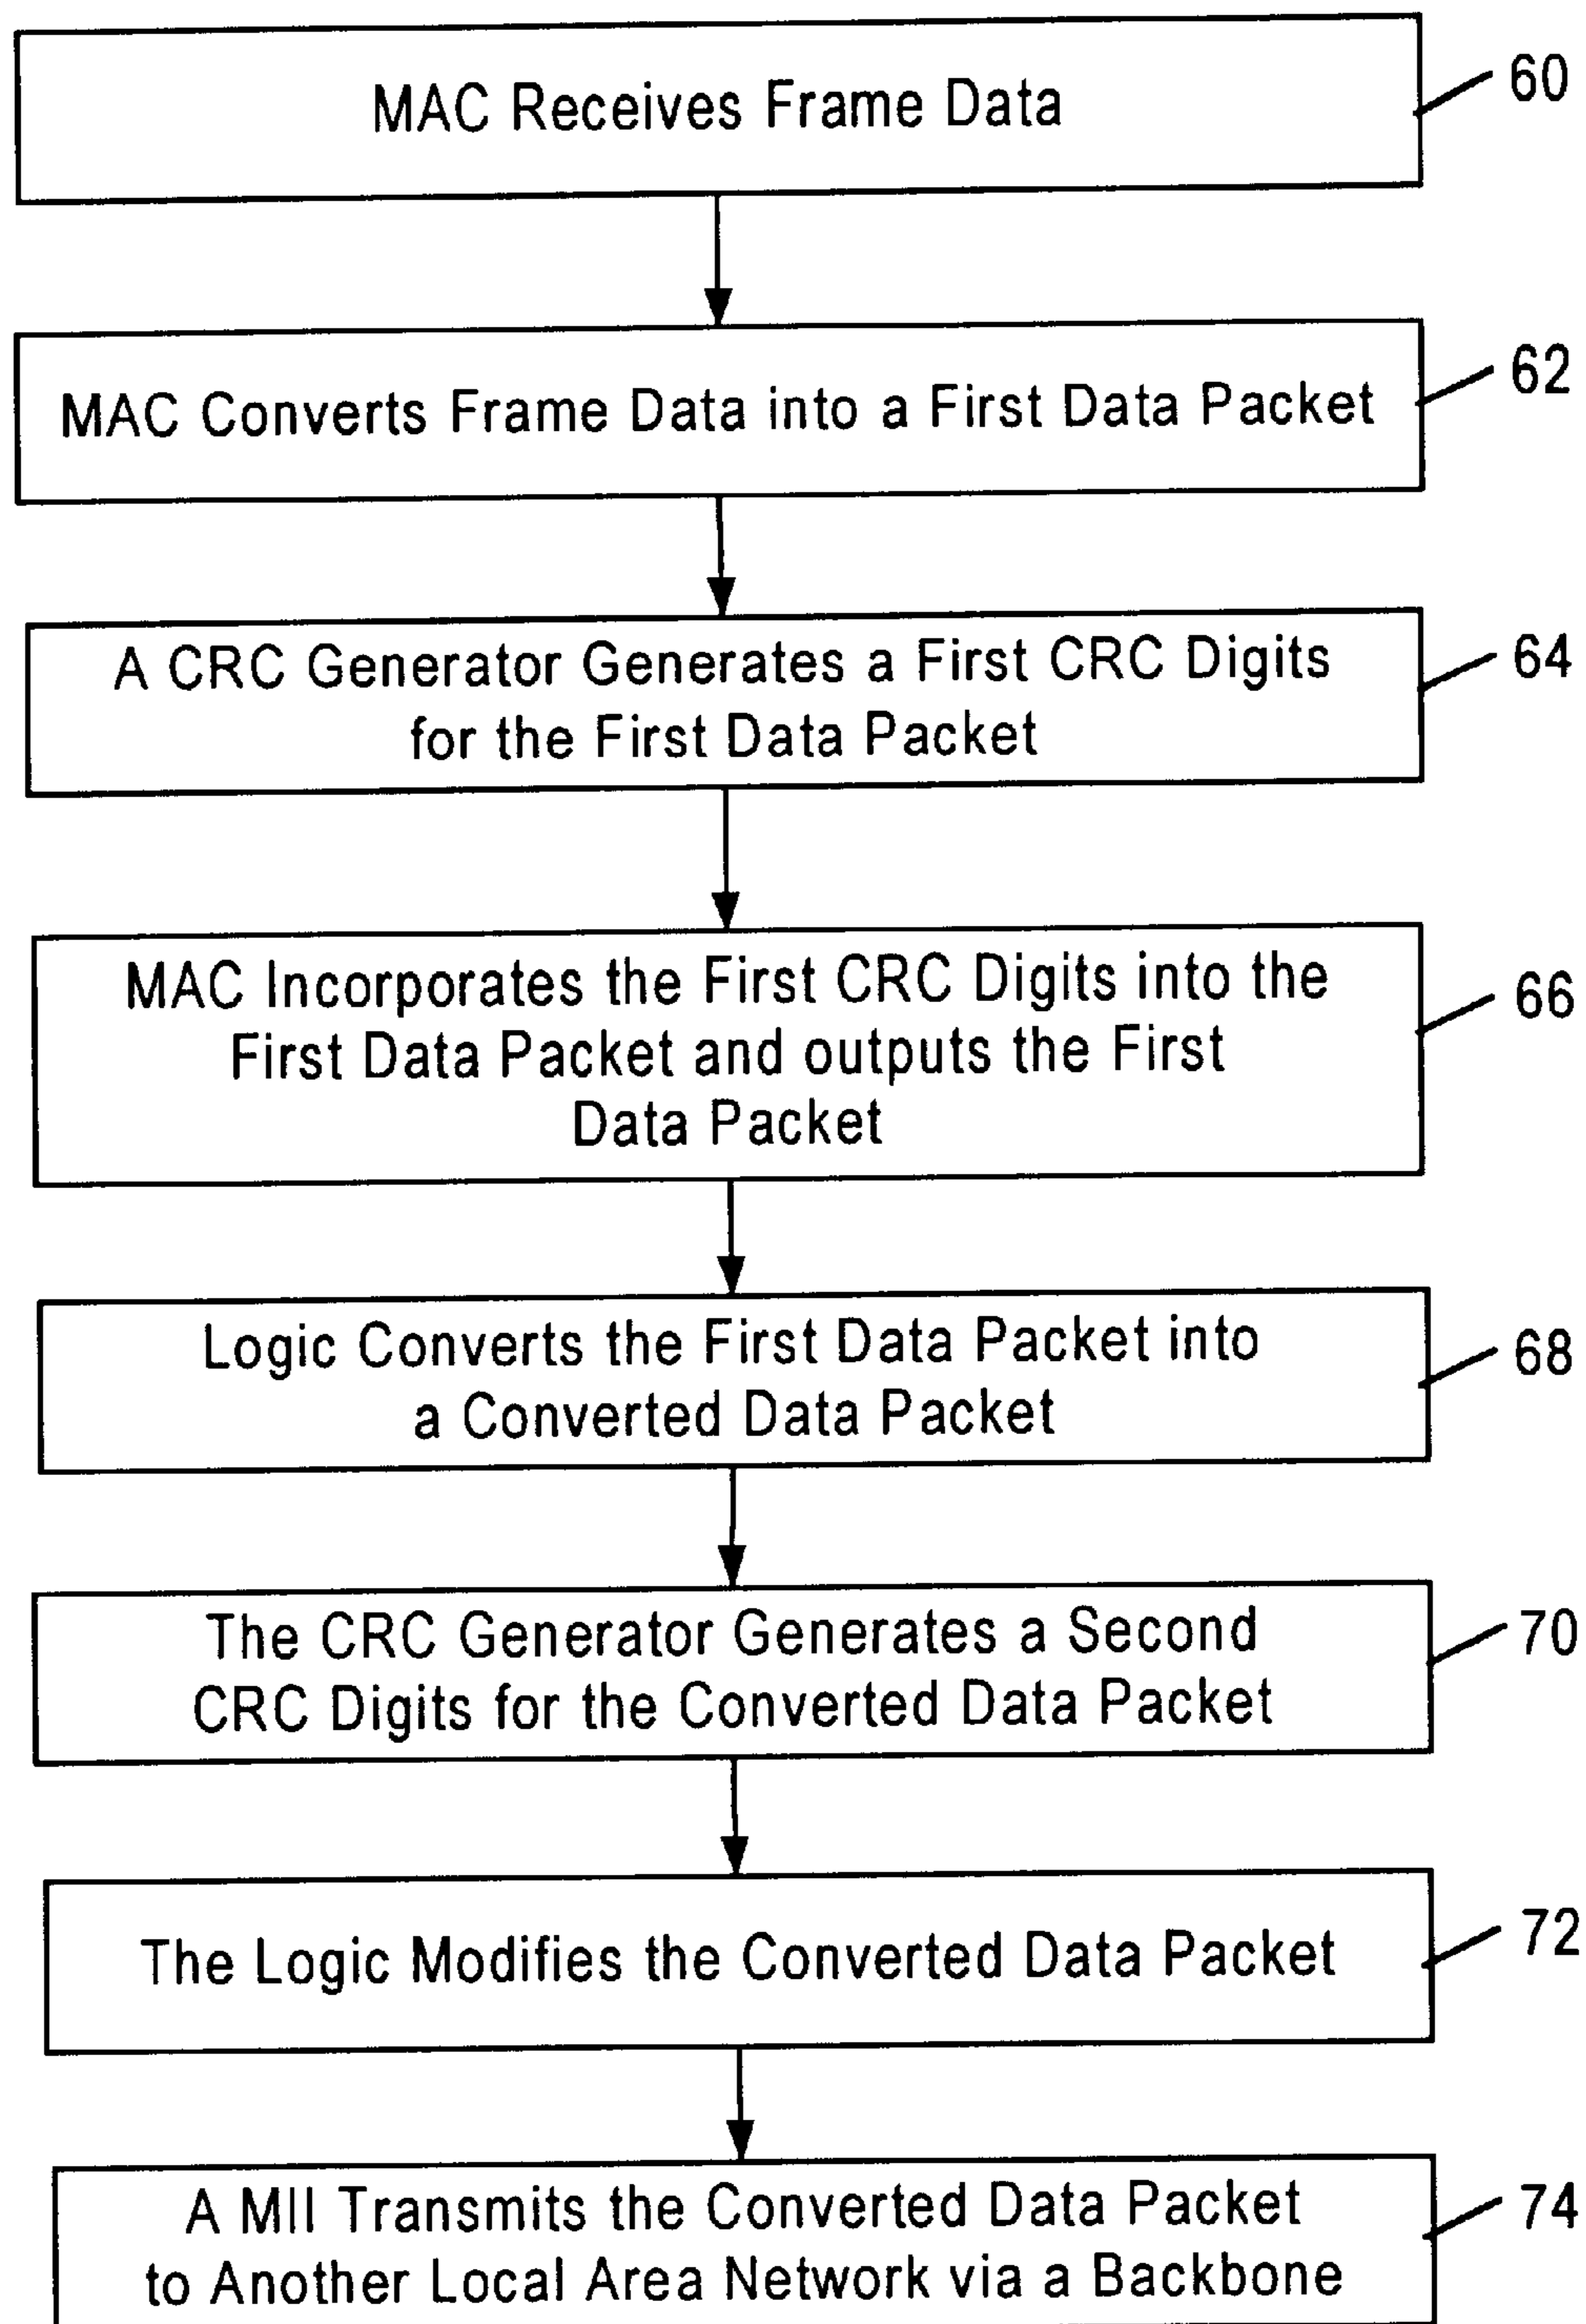 MAC Receives Frame Data
60
MAC Converts Frame Data into a First Data Packet
62
A CRC Generator Generates a First CRC Digits
for the First Data Packet
64
MAC Incorporates the First CRC Digits into the
First Data Packet and outputs the First
Data Packet
66
Logic Converts the First Data Packet into
a Converted Data Packet
68
The CRC Generator Generates a Second
CRC Digits for the Converted Data Packet
70
The Logic Modifies the Converted Data Packet
72
A MII Transmits the Converted Data Packet
to Another Local Area Network via a Backbone
74